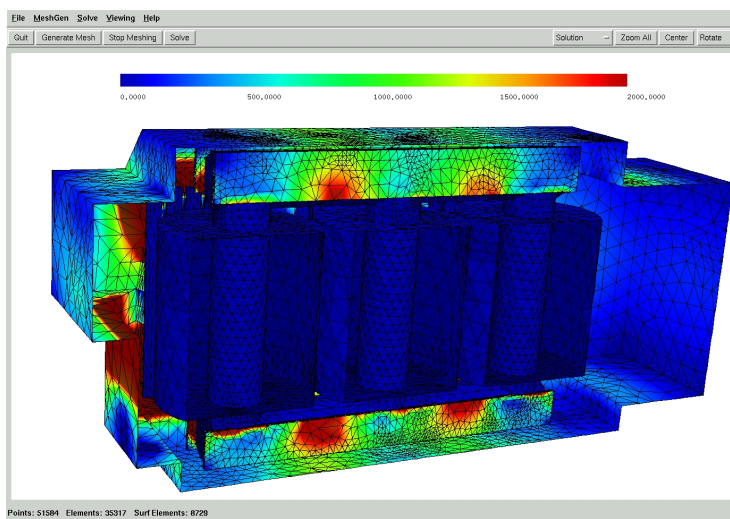 File MeshGen Solve Viewing Help
Quit Generate Mesh Stop Meshing Solve Solution Zoom All Center Rotate
0,0000 500,0000 1000,0000 1500,0000 2000,0000
Points: 51584 Elements: 35317 Surf Elements: 8729